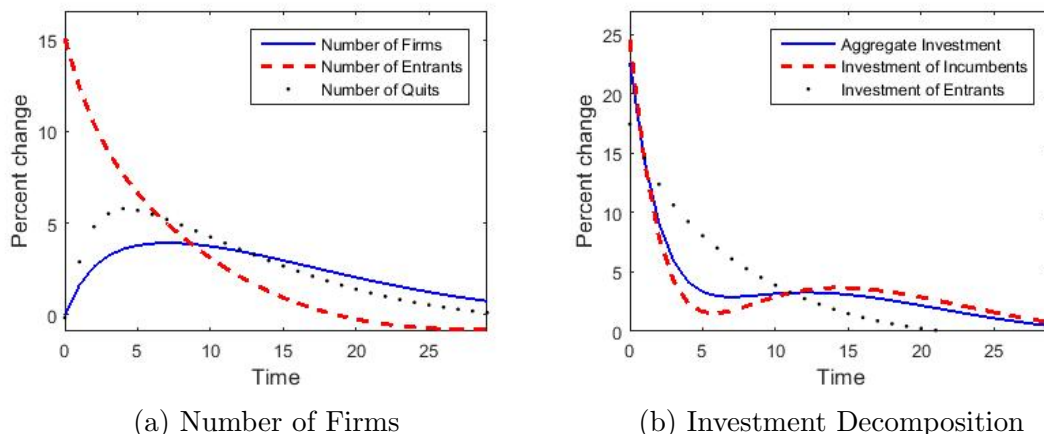 15
10
5
0
Percent change
Number of Firms
Number of Entrants
Number of Quits
0 5 10 15 20 25
Time
(a) Number of Firms
25
20
15
10
5
0
Percent change
Aggregate Investment
Investment of Incumbents
Investment of Entrants
0 5 10 15 20 25
Time
(b) Investment Decomposition